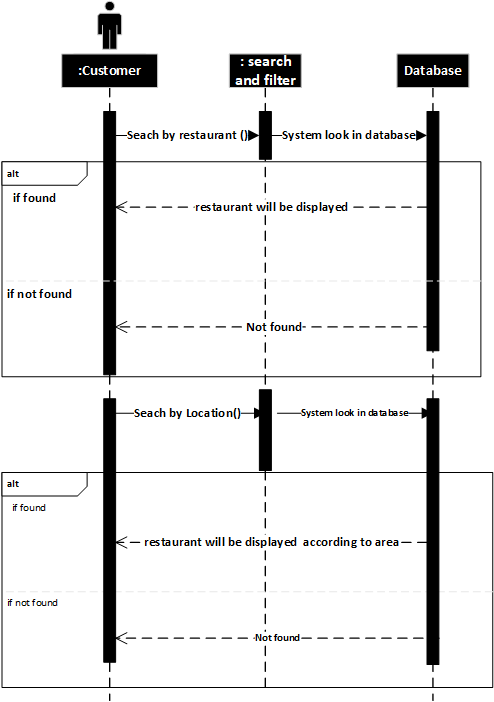 :Customer
: search
and filter
Database
Seach by restaurant ()
System look in database
alt
if found
restaurant will be displayed
if not found
Not found
Seach by Location()
System look in database
alt
if found
restaurant will be displayed  according to area
if not found
Not found